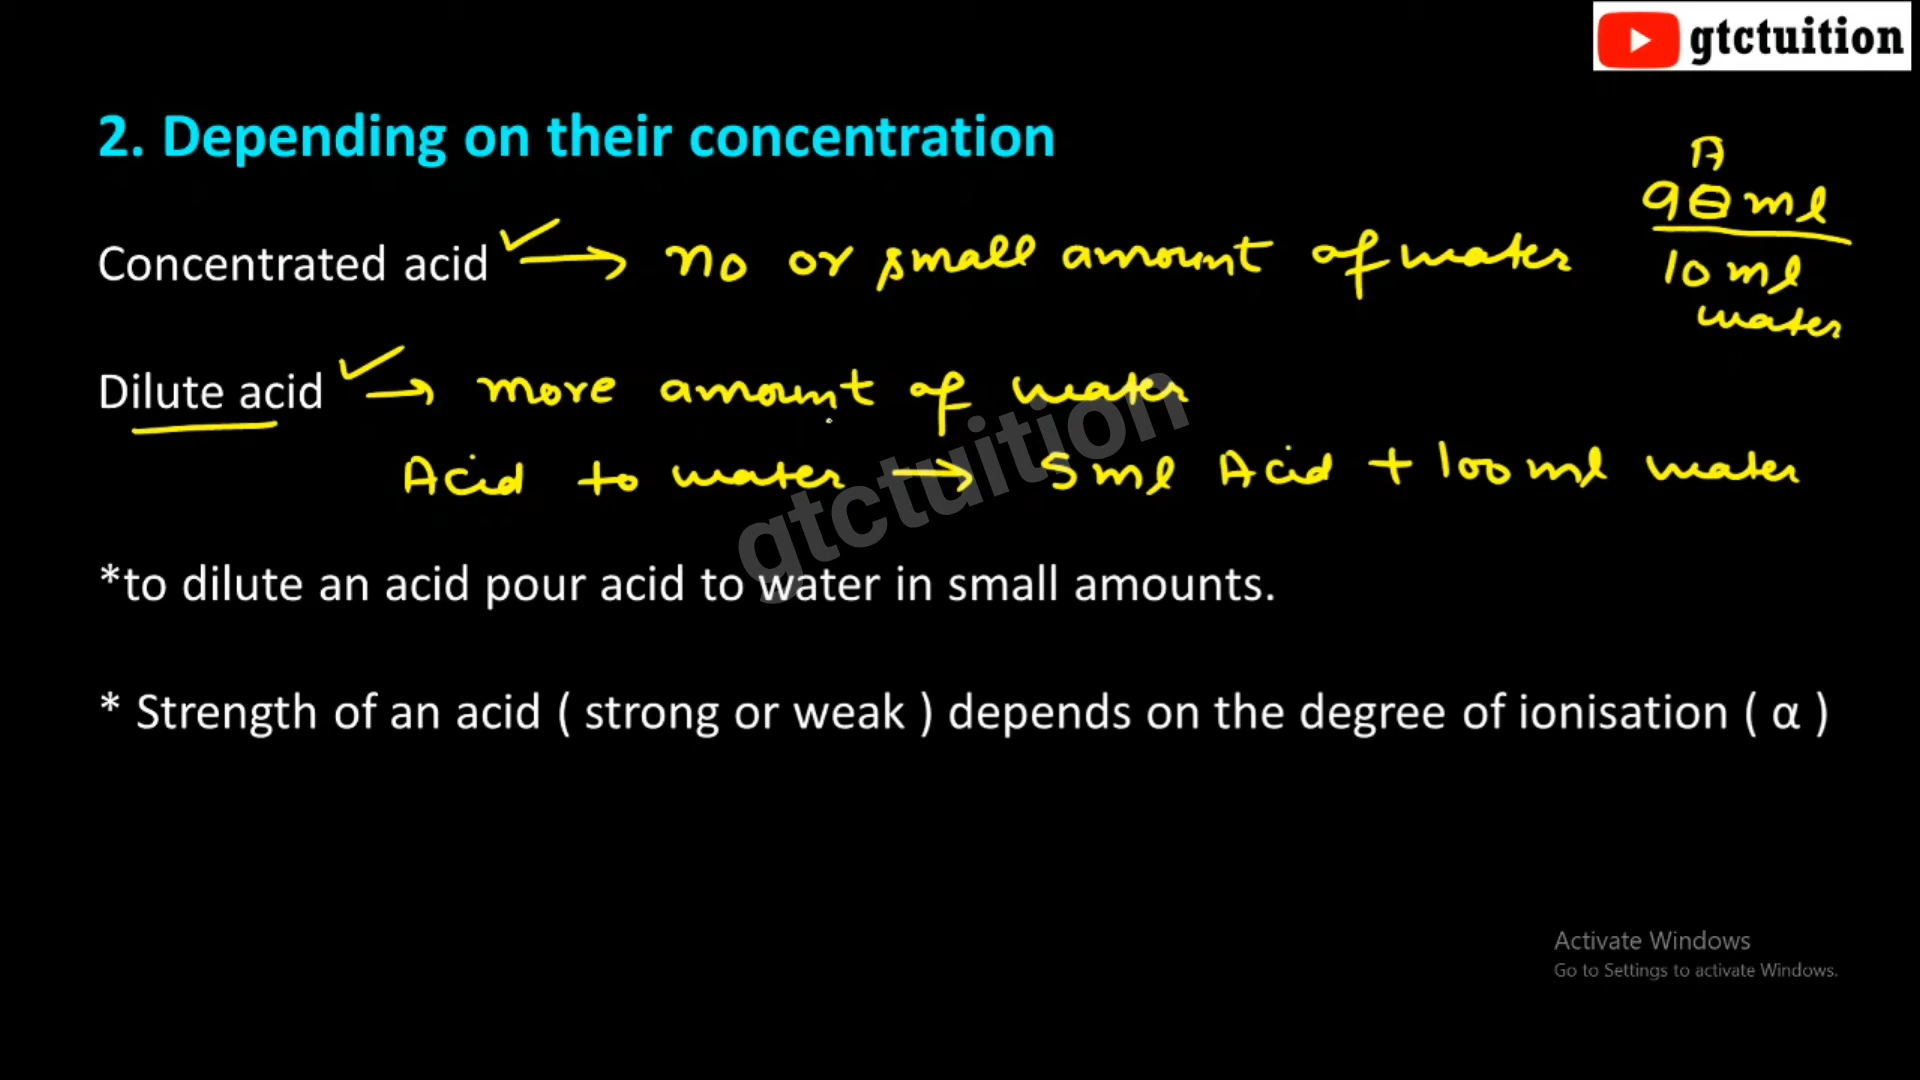 gtctuition
2. Depending on their concentration
A
90 ml
Concentrated acid → no or small amount of water
10 ml
water
Dilute acid → more amount of water
Acid to water → 5 ml Acid + 100 ml water
gtctuition
*to dilute an acid pour acid to water in small amounts.
* Strength of an acid ( strong or weak ) depends on the degree of ionisation ( α )
Activate Windows
Go to Settings to activate Windows.